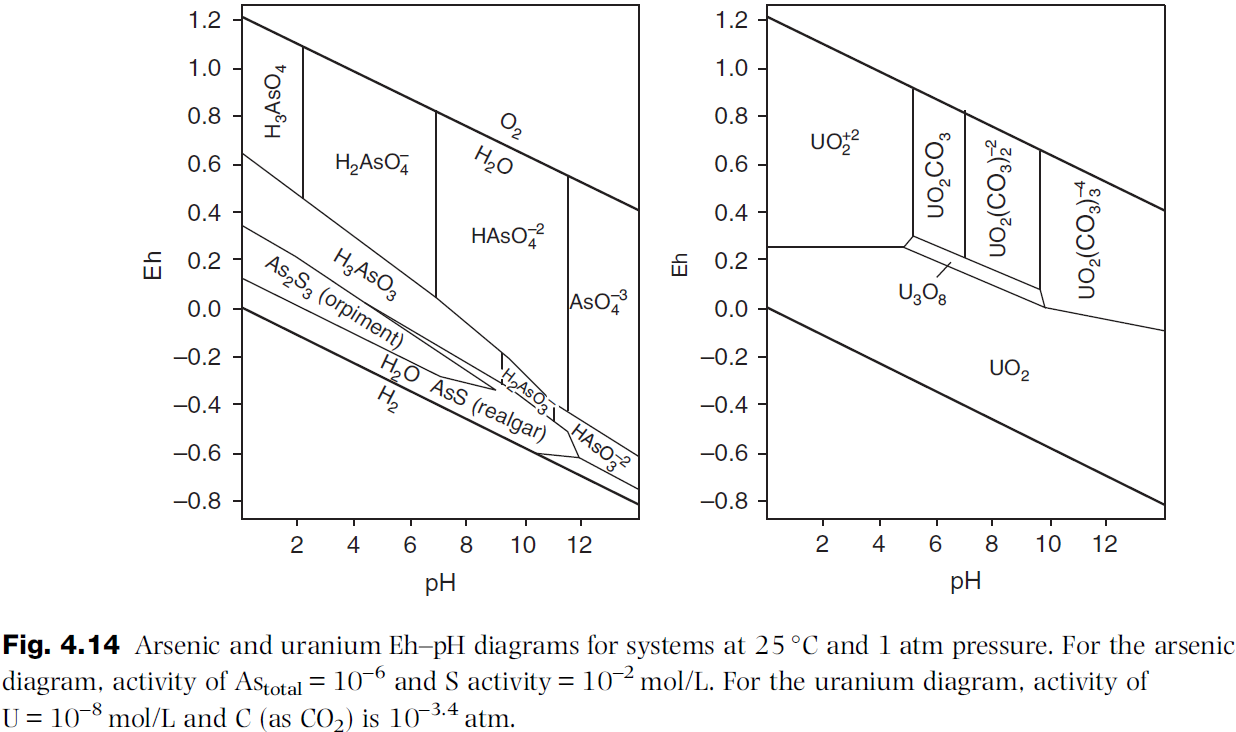 1.2
1.0
0.8
0.6
0.4
0.2
0.0
−0.2
−0.4
−0.6
−0.8
Eh
H₃AsO₄
H₂AsO₄⁻
O₂
H₂O
HAsO₄⁻²
AsO₄⁻³
H₃AsO₃
As₂S₃ (orpiment)
H₂O
H₂
AsS (realgar)
H₂AsO₃⁻
HAsO₃⁻²
2 4 6 8 10 12
pH
1.2
1.0
0.8
0.6
0.4
0.2
0.0
−0.2
−0.4
−0.6
−0.8
Eh
UO₂⁺²
UO₂CO₃
UO₂(CO₃)₂⁻²
UO₂(CO₃)₃⁻⁴
U₃O₈
UO₂
2 4 6 8 10 12
pH
Fig. 4.14 Arsenic and uranium Eh–pH diagrams for systems at 25 °C and 1 atm pressure. For the arsenic
diagram, activity of As_total = 10⁻⁶ and S activity = 10⁻² mol/L. For the uranium diagram, activity of
U = 10⁻⁸ mol/L and C (as CO₂) is 10⁻³·⁴ atm.